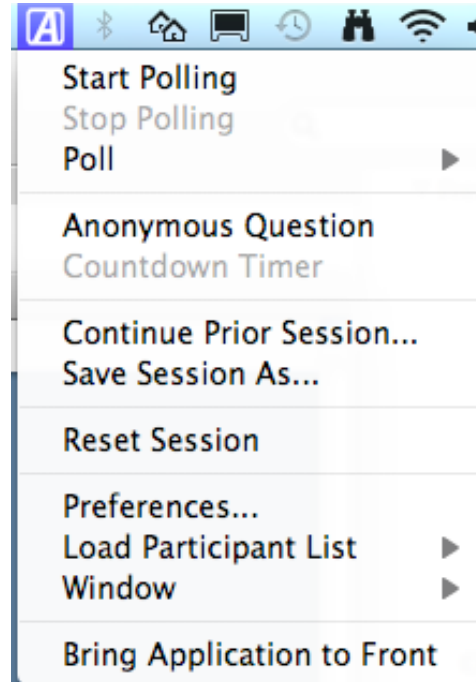 A
Start Polling
Stop Polling
Poll
Anonymous Question
Countdown Timer
Continue Prior Session...
Save Session As...
Reset Session
Preferences...
Load Participant List
Window
Bring Application to Front